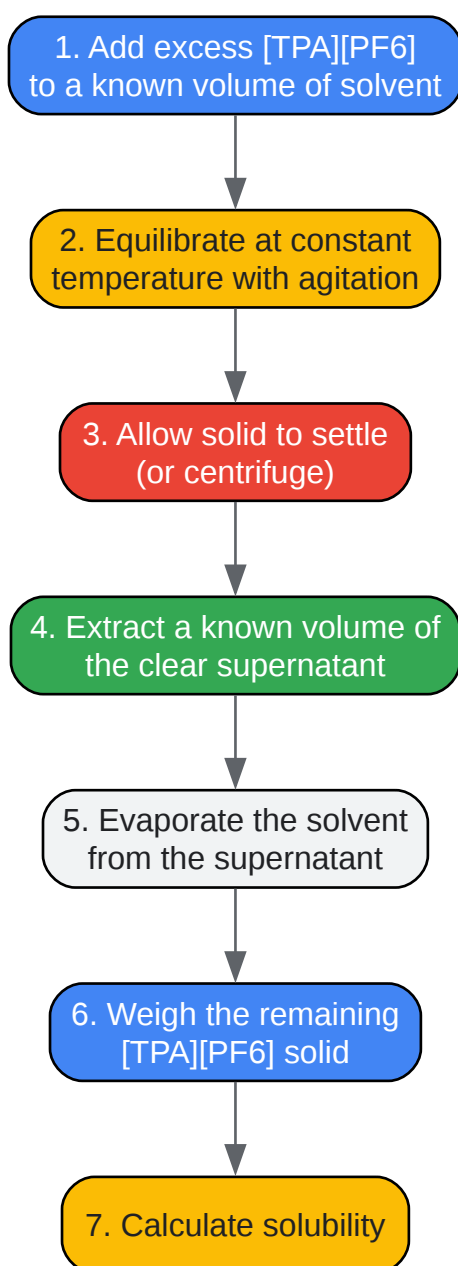 1. Add excess [TPA][PF6]
to a known volume of solvent
2. Equilibrate at constant
temperature with agitation
3. Allow solid to settle
(or centrifuge)
4. Extract a known volume of
the clear supernatant
5. Evaporate the solvent
from the supernatant
6. Weigh the remaining
[TPA][PF6] solid
7. Calculate solubility